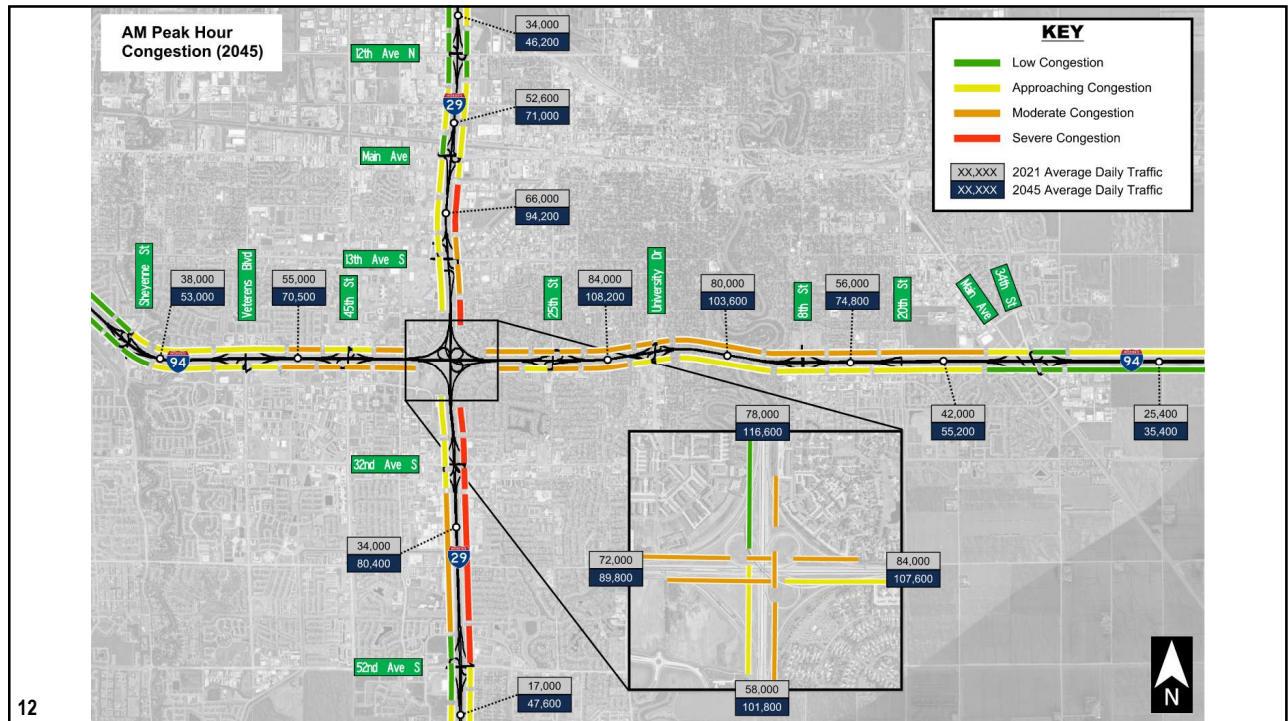 AM Peak Hour
Congestion (2045)
KEY
Low Congestion
Approaching Congestion
Moderate Congestion
Severe Congestion
XX,XXX 2021 Average Daily Traffic
XX,XXX 2045 Average Daily Traffic
34,000
46,200
12th Ave N
29
52,600
71,000
Main Ave
66,000
94,200
13th Ave S
Sheyenne St
38,000
53,000
Veterens Blvd
55,000
70,500
45th St
25th St
84,000
108,200
University Dr
80,000
103,600
8th St
56,000
74,800
20th St
Main Ave
34th St
94
94
42,000
55,200
25,400
35,400
78,000
116,600
32nd Ave S
34,000
80,400
29
72,000
89,800
84,000
107,600
52nd Ave S
17,000
47,600
58,000
101,800
N
12